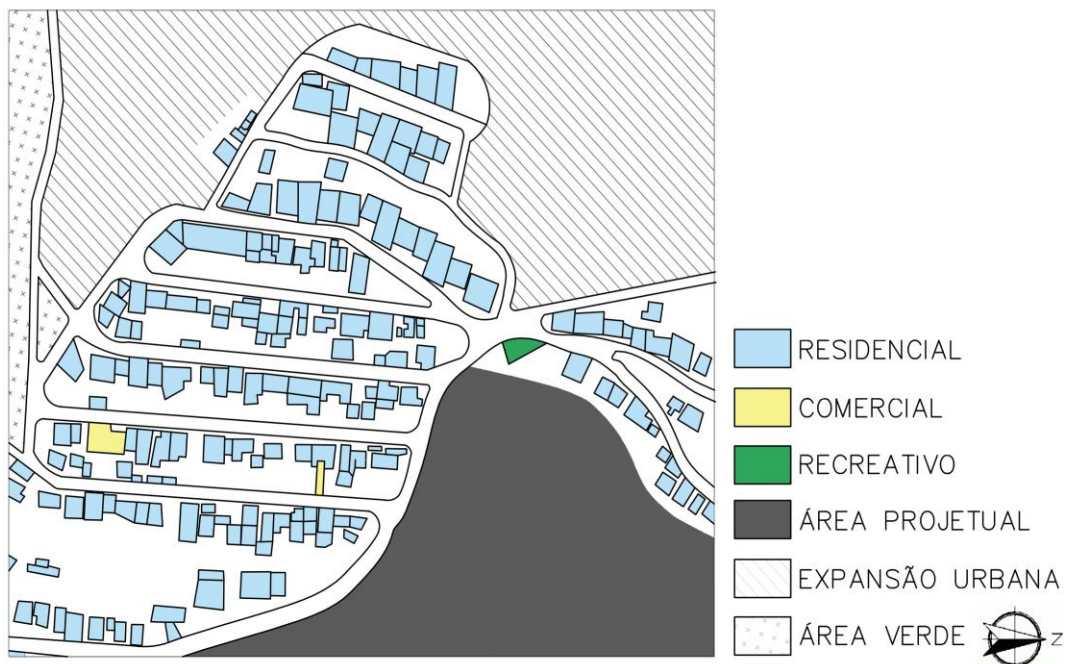 RESIDENCIAL
COMERCIAL
RECREATIVO
ÁREA PROJETUAL
EXPANSÃO URBANA
ÁREA VERDE
N